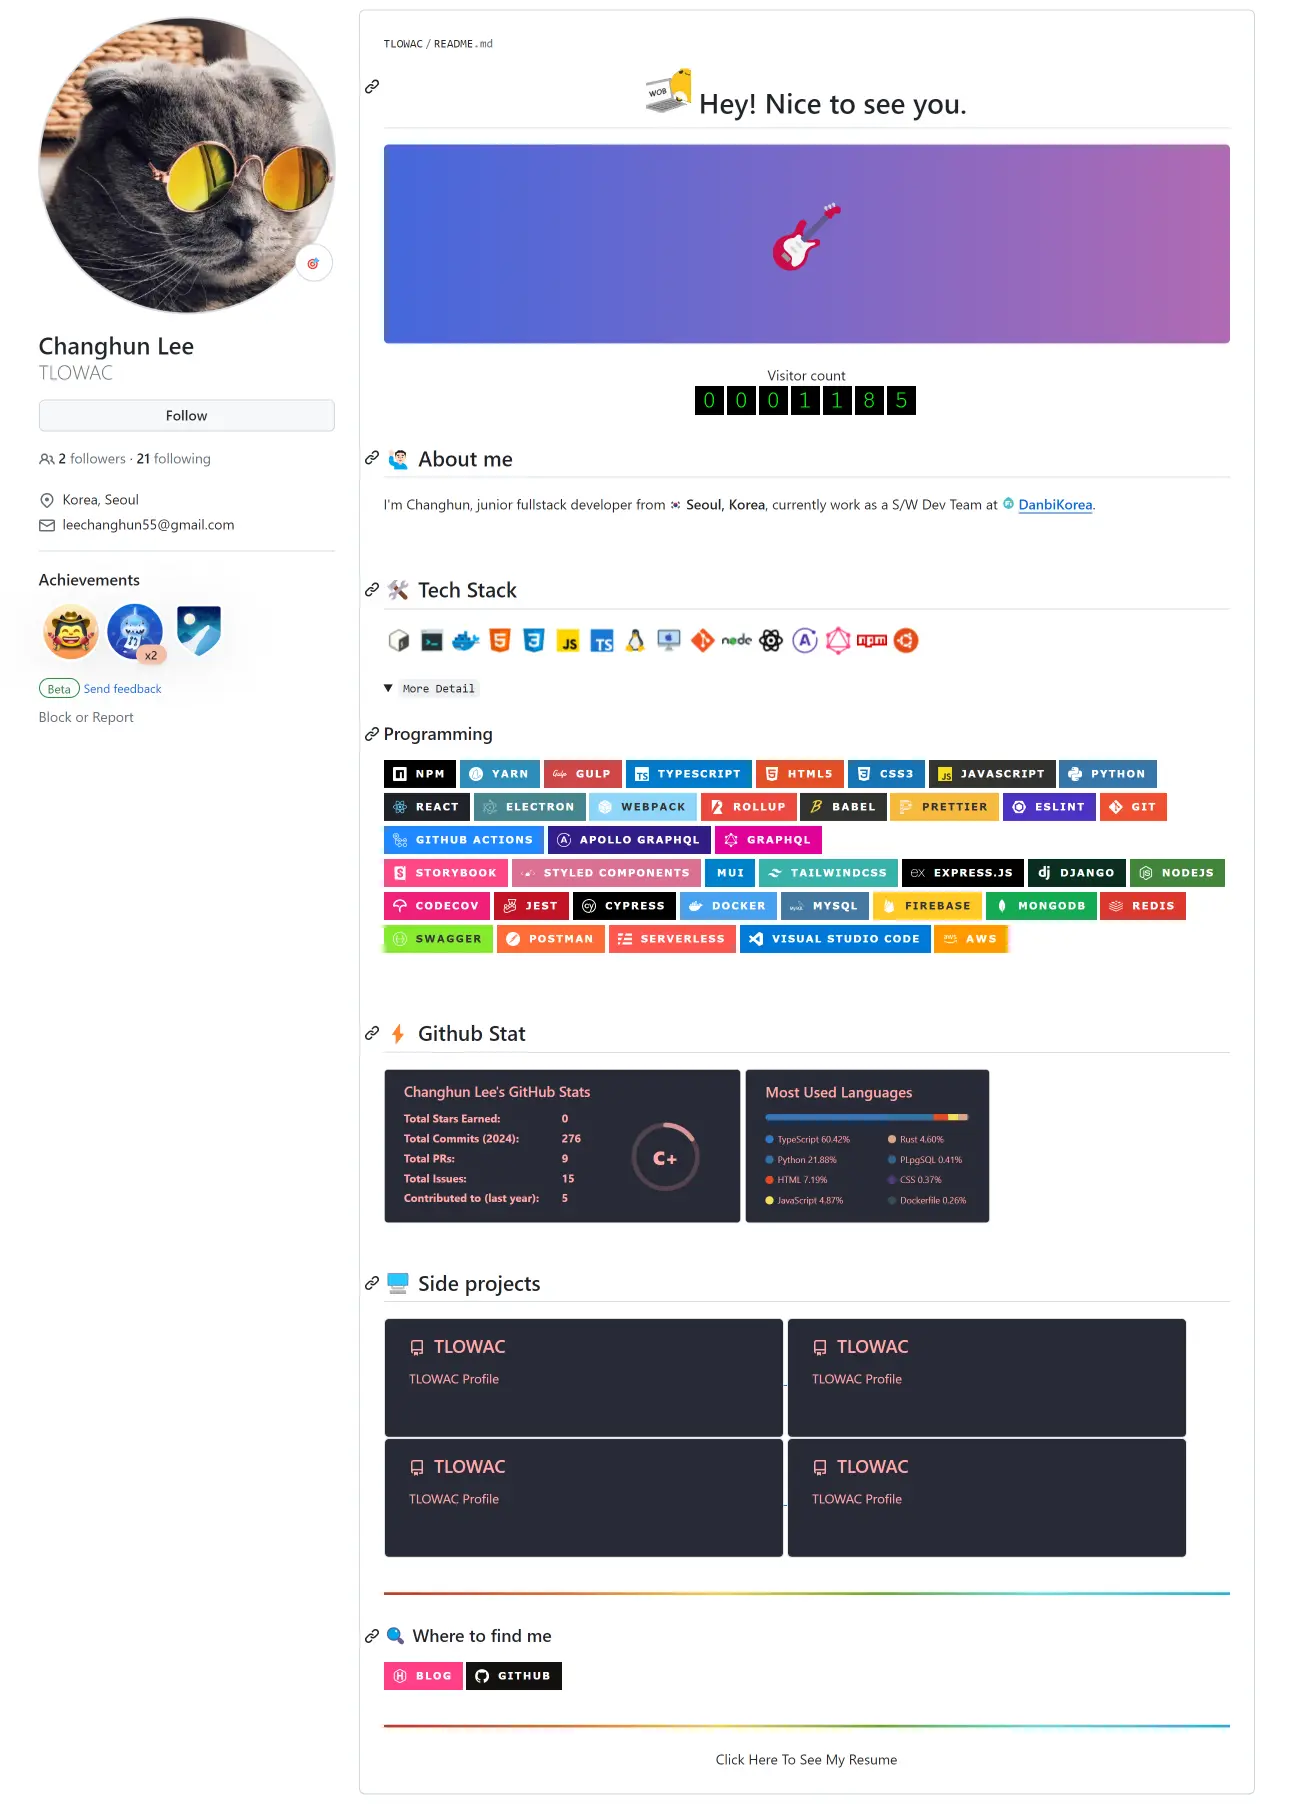 Changhun Lee
TLOWAC
Follow
2 followers · 21 following
Korea, Seoul
leechanghun55@gmail.com
Achievements
x2
Beta Send feedback
Block or Report
TLOWAC / README.md
WOB
Hey! Nice to see you.
Visitor count
0 0 0 1 1 8 5
About me
I'm Changhun, junior fullstack developer from 🇰🇷 Seoul, Korea, currently work as a S/W Dev Team at DanbiKorea.
Tech Stack
JS TS node npm
▼ More Detail
Programming
NPM YARN GULP TYPESCRIPT HTML5 CSS3 JAVASCRIPT PYTHON
REACT ELECTRON WEBPACK ROLLUP BABEL PRETTIER ESLINT GIT
GITHUB ACTIONS APOLLO GRAPHQL GRAPHQL
STORYBOOK STYLED COMPONENTS MUI TAILWINDCSS EXPRESS.JS DJANGO NODEJS
CODECOV JEST CYPRESS DOCKER MYSQL FIREBASE MONGODB REDIS
SWAGGER POSTMAN SERVERLESS VISUAL STUDIO CODE AWS
Github Stat
Changhun Lee's GitHub Stats
Total Stars Earned: 0
Total Commits (2024): 276
Total PRs: 9
Total Issues: 15
Contributed to (last year): 5
C+
Most Used Languages
TypeScript 60.42% Rust 4.60%
Python 21.88% PLpgSQL 0.41%
HTML 7.19% CSS 0.37%
JavaScript 4.87% Dockerfile 0.26%
Side projects
TLOWAC TLOWAC
TLOWAC Profile TLOWAC Profile
TLOWAC TLOWAC
TLOWAC Profile TLOWAC Profile
Where to find me
BLOG GITHUB
Click Here To See My Resume